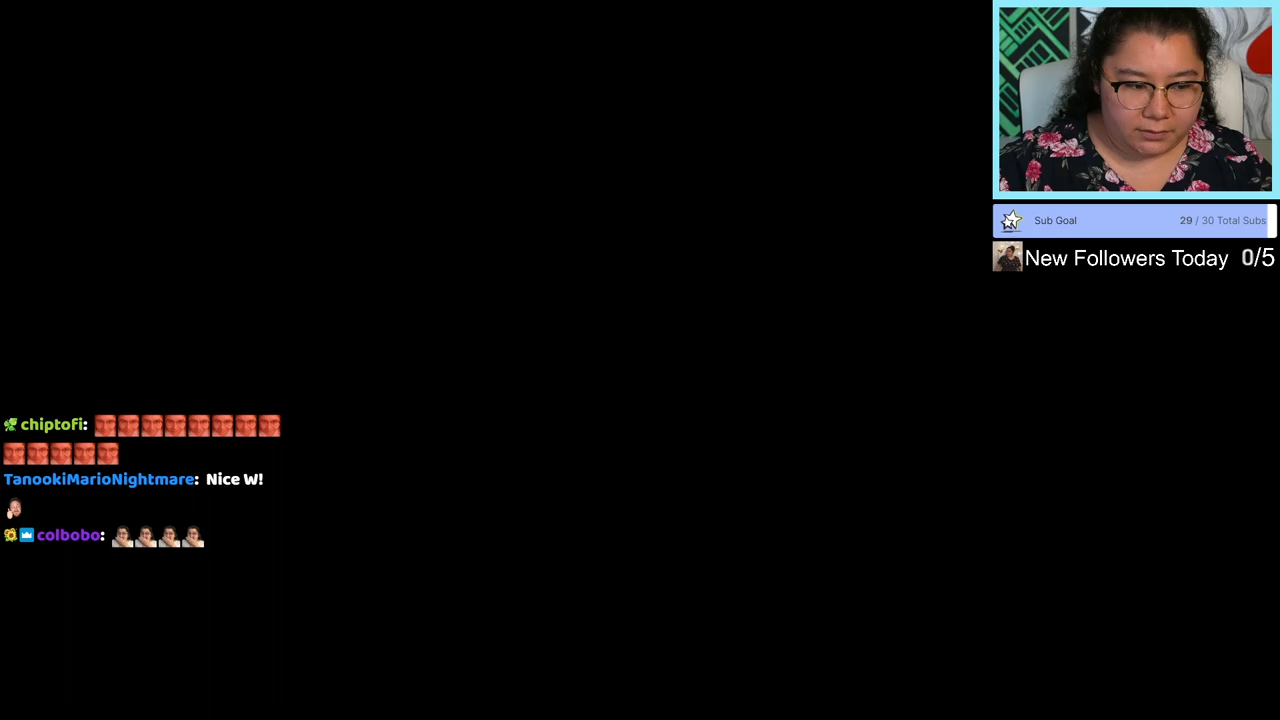 Sub Goal 29 / 30 Total Subs
New Followers Today 0/5
chiptofi:
TanookiMarioNightmare: Nice W!
colbobo: